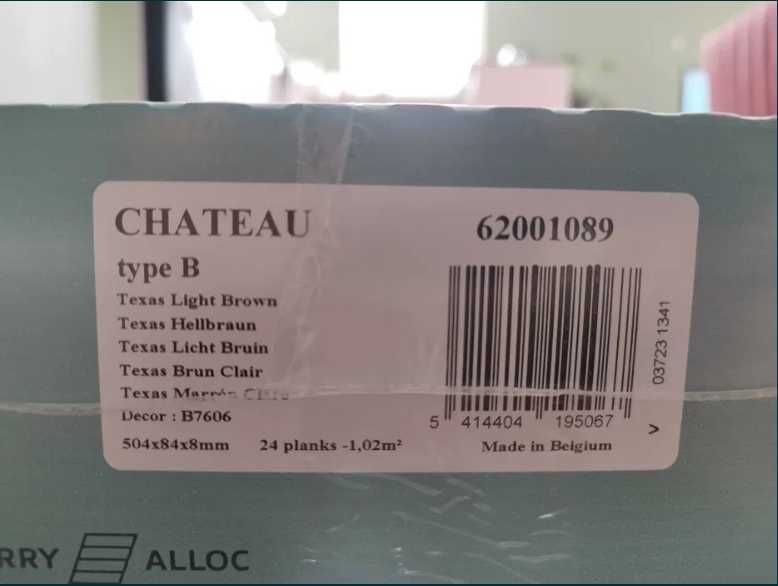 CHATEAU
62001089
type B
Texas Light Brown
Texas Hellbraun
Texas Licht Bruin
Texas Brun Clair
Texas Marrón
Decor : B7606
504x84x8mm 24 planks -1,02m²
5 414404 195067 >
Made in Belgium
03723 1341
RRY ALLOC